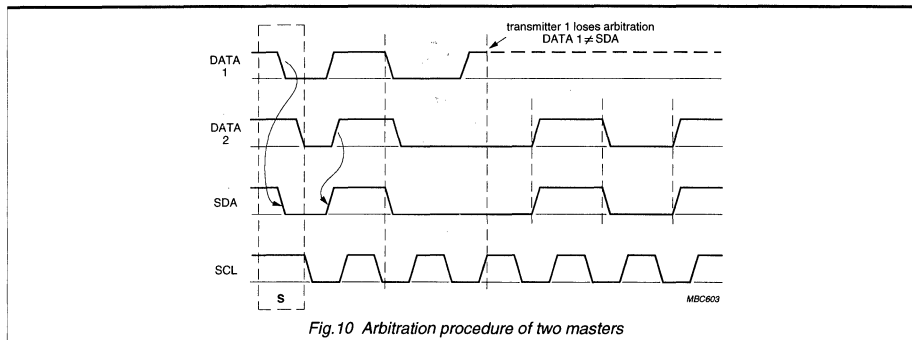 transmitter 1 loses arbitration
DATA 1 ≠ SDA
DATA
1
DATA
2
SDA
SCL
S
MBC603
Fig.10 Arbitration procedure of two masters